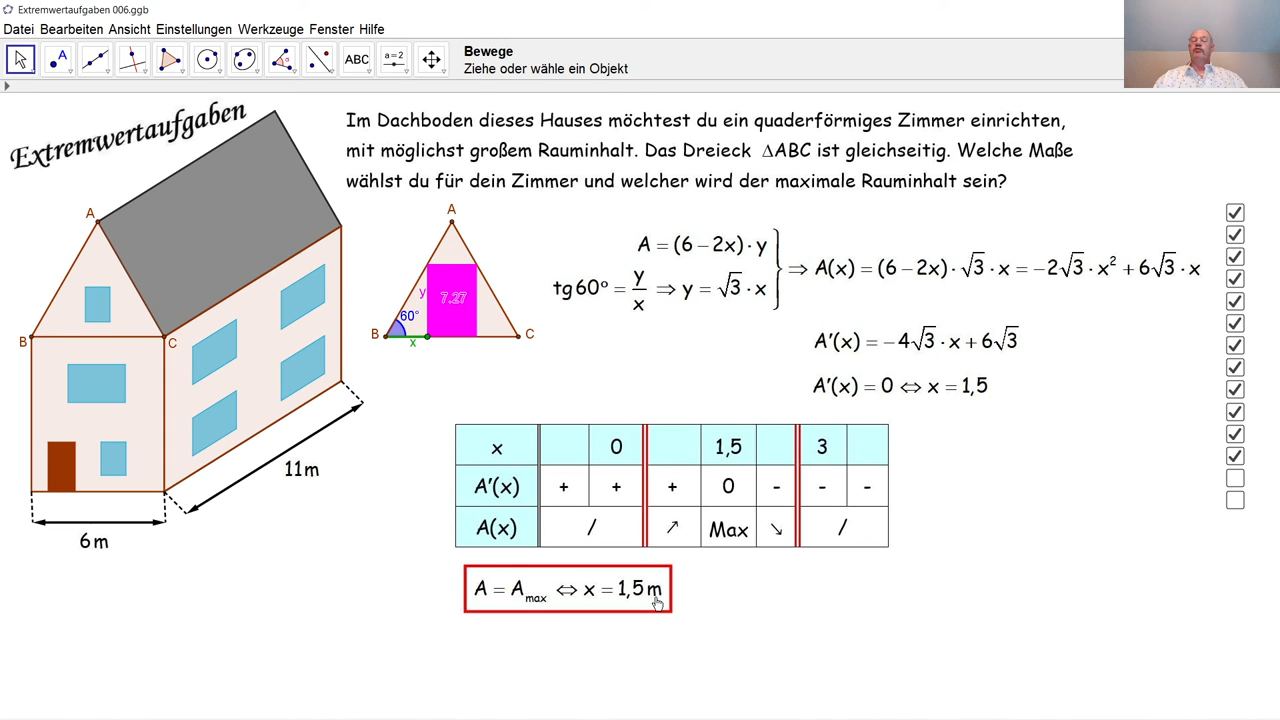 Extremwertaufgaben 006.ggb
Datei Bearbeiten Ansicht Einstellungen Werkzeuge Fenster Hilfe
A ABC a=2
Bewege
Ziehe oder wähle ein Objekt
Extremwertaufgaben
Im Dachboden dieses Hauses möchtest du ein quaderförmiges Zimmer einrichten,
mit möglichst großem Rauminhalt. Das Dreieck ΔABC ist gleichseitig. Welche Maße
wählst du für dein Zimmer und welcher wird der maximale Rauminhalt sein?
A
B
C
11m
6m
A
y
7.27
60°
B
x
C
A = (6 – 2x) · y
tg60° = y/x ⇒ y = √3 · x
⇒ A(x) = (6 – 2x) · √3 · x = –2√3 · x² + 6√3 · x
A′(x) = –4√3 · x + 6√3
A′(x) = 0 ⇔ x = 1,5
x 0 1,5 3
A′(x) + + + 0 - - -
A(x) / ↗ Max ↘ /
A = Amax ⇔ x = 1,5m